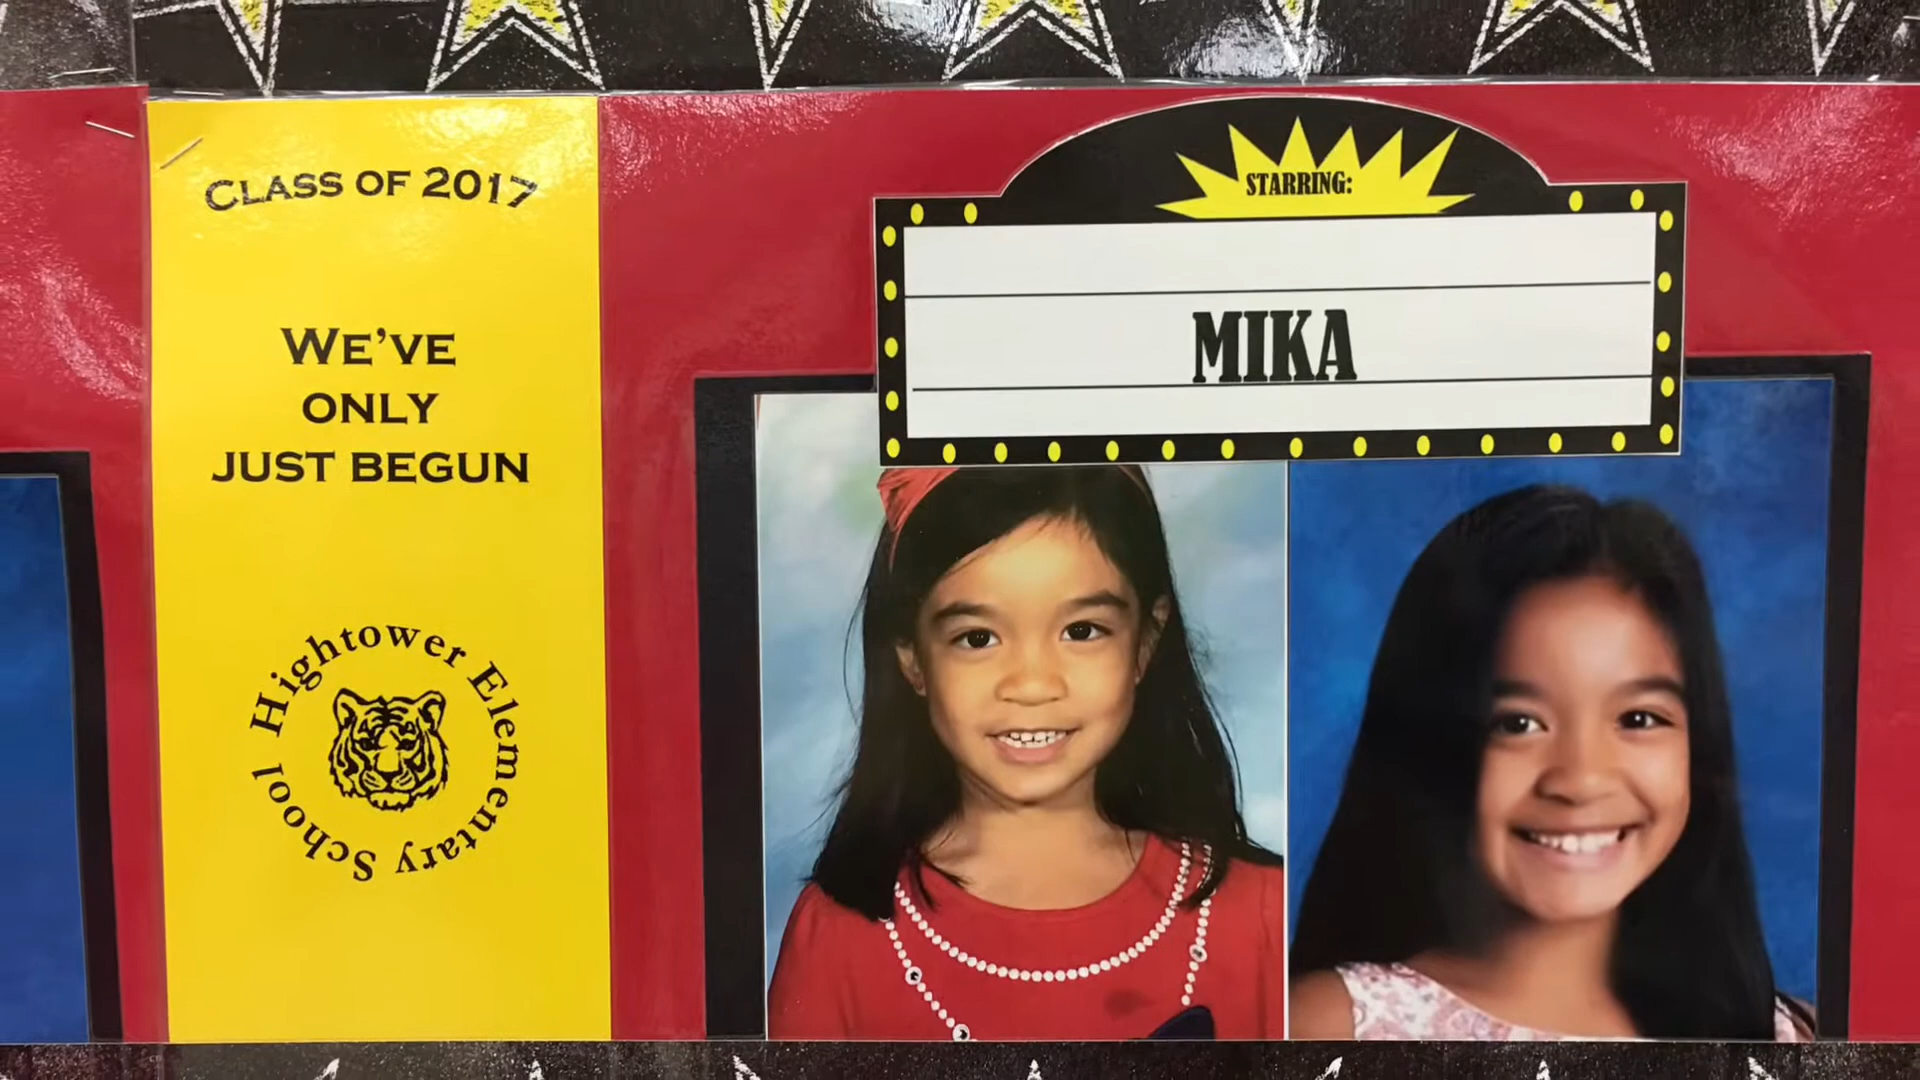 CLASS OF 2017
WE'VE
ONLY
JUST BEGUN
Hightower Elementary School
STARRING:
MIKA